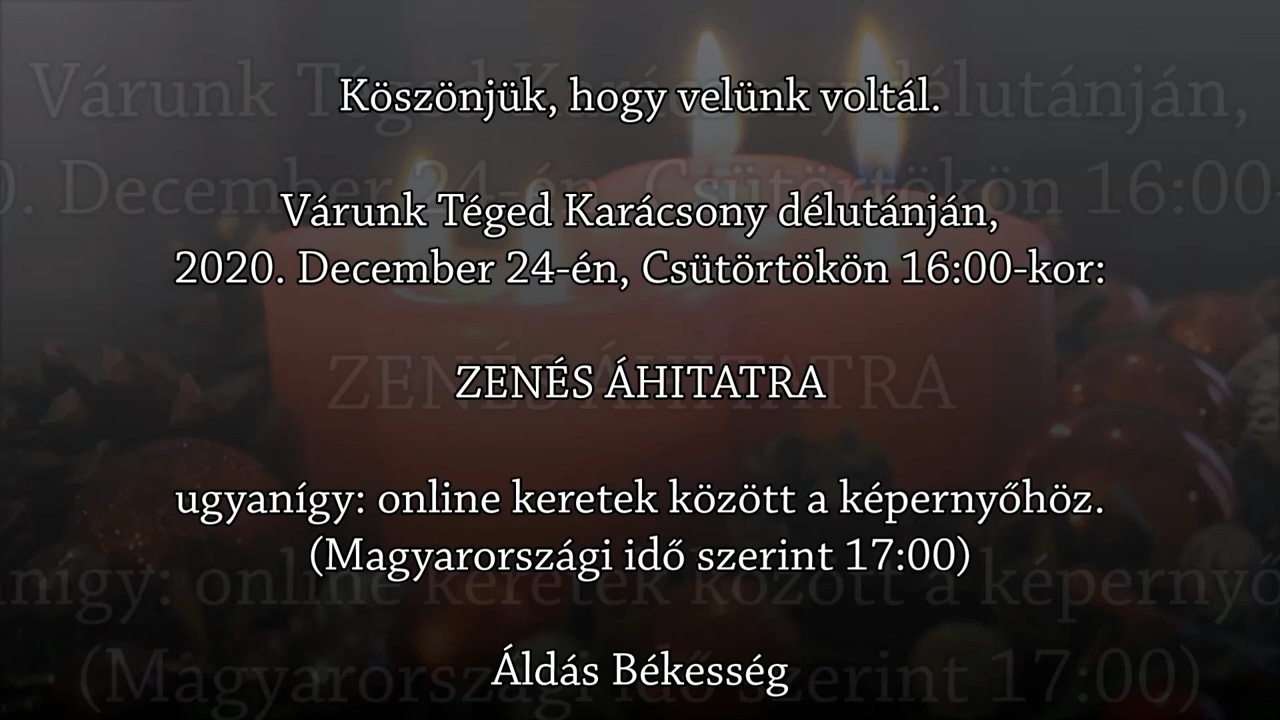 Köszönjük, hogy velünk voltál.
Várunk Téged Karácsony délutánján,
2020. December 24-én, Csütörtökön 16:00-kor:
ZENÉS ÁHITATRA
ugyanígy: online keretek között a képernyőhöz.
(Magyarországi idő szerint 17:00)
Áldás Békesség